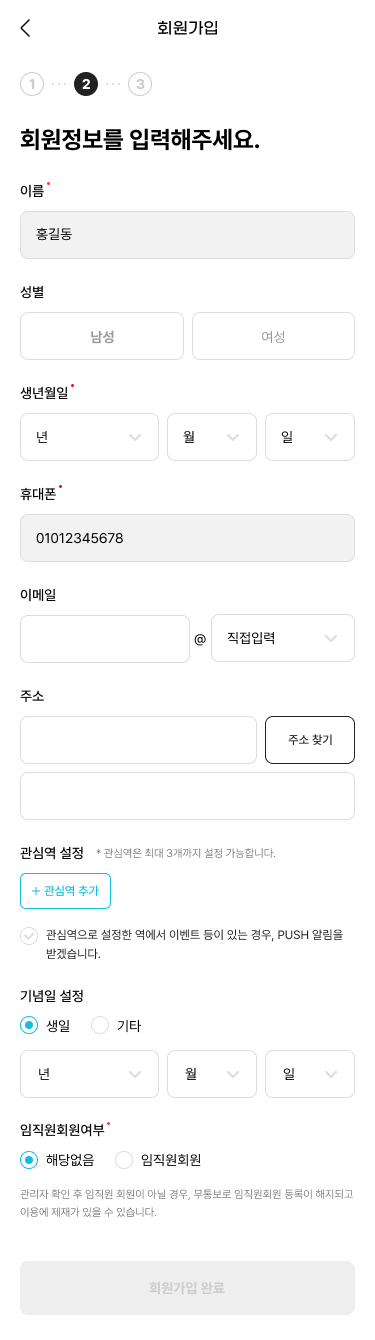 회원가입
1 ··· 2 ··· 3
회원정보를 입력해주세요.
이름*
홍길동
성별
남성 여성
생년월일*
년 월 일
휴대폰*
01012345678
이메일
@ 직접입력
주소
주소 찾기
관심역 설정 * 관심역은 최대 3개까지 설정 가능합니다.
+ 관심역 추가
관심역으로 설정한 역에서 이벤트 등이 있는 경우, PUSH 알림을
받겠습니다.
기념일 설정
생일 기타
년 월 일
임직원회원여부*
해당없음 임직원회원
관리자 확인 후 임직원 회원이 아닐 경우, 무통보로 임직원회원 등록이 해지되고
이용에 제재가 있을 수 있습니다.
회원가입 완료